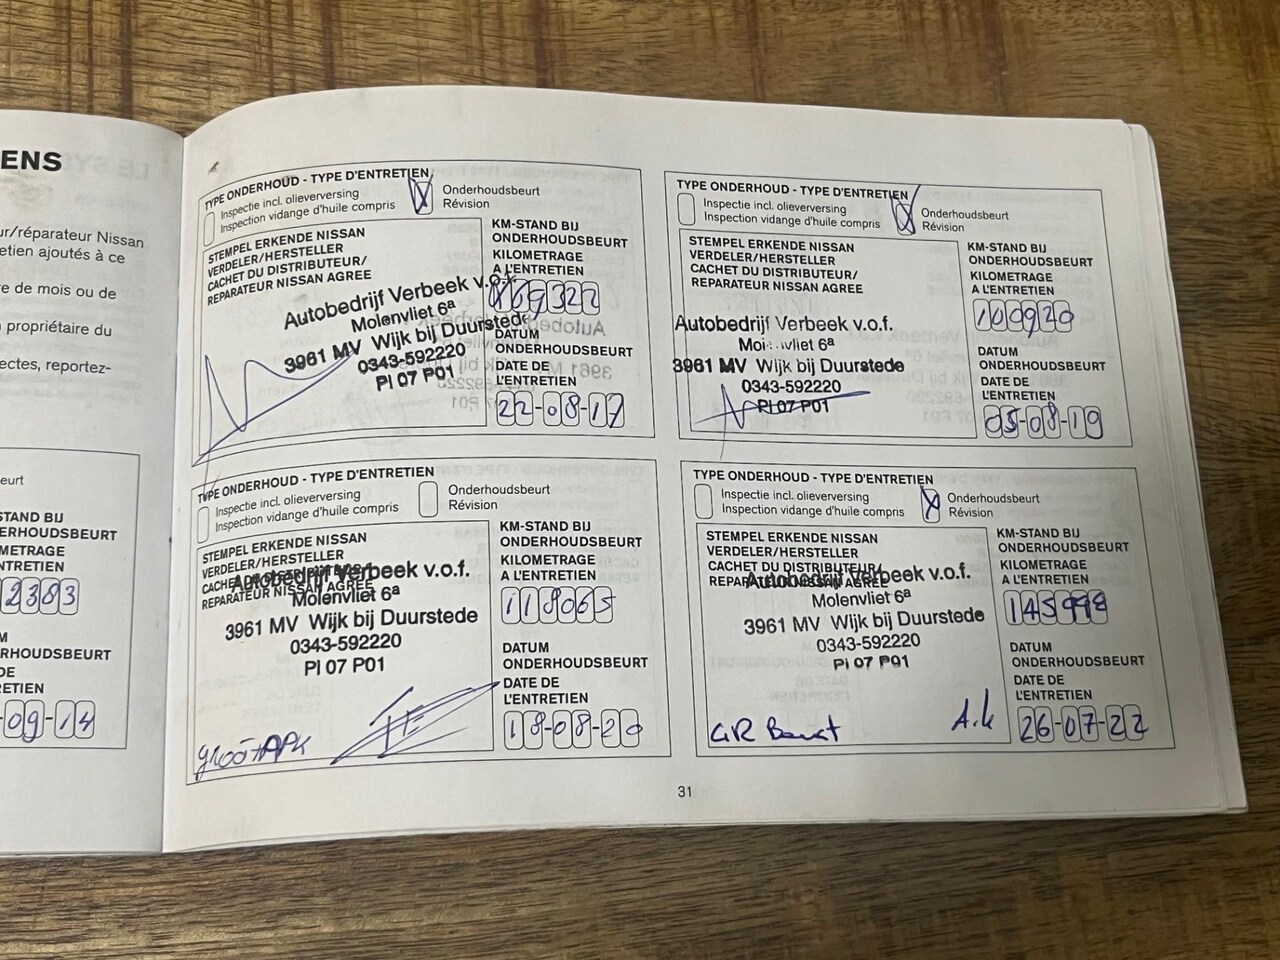 ENS
ur/réparateur Nissan
etien ajoutés à ce
re de mois ou de
n propriétaire du
ectes, reportez-
eurt
STAND BIJ
ERHOUDSBEURT
METRAGE
NTRETIEN
2383
M
RHOUDSBEURT
DE
ETIEN
-09-14
TYPE ONDERHOUD - TYPE D'ENTRETIEN
Inspectie incl. olieverversing
Inspection vidange d'huile compris
X Onderhoudsbeurt
Révision
STEMPEL ERKENDE NISSAN
VERDELER/HERSTELLER
CACHET DU DISTRIBUTEUR/
REPARATEUR NISSAN AGREE
Autobedrijf Verbeek v.o.f.
Molenvliet 6a
3961 MV Wijk bij Duurstede
0343-592220
PI 07 P01
KM-STAND BIJ
ONDERHOUDSBEURT
KILOMETRAGE
A L'ENTRETIEN
69322
DATUM
ONDERHOUDSBEURT
DATE DE
L'ENTRETIEN
22-08-17
TYPE ONDERHOUD - TYPE D'ENTRETIEN
Inspectie incl. olieverversing
Inspection vidange d'huile compris
X Onderhoudsbeurt
Révision
STEMPEL ERKENDE NISSAN
VERDELER/HERSTELLER
CACHET DU DISTRIBUTEUR/
REPARATEUR NISSAN AGREE
Autobedrijf Verbeek v.o.f.
Molenvliet 6a
3961 MV Wijk bij Duurstede
0343-592220
PI 07 P01
KM-STAND BIJ
ONDERHOUDSBEURT
KILOMETRAGE
A L'ENTRETIEN
100920
DATUM
ONDERHOUDSBEURT
DATE DE
L'ENTRETIEN
05-08-19
TYPE ONDERHOUD - TYPE D'ENTRETIEN
Inspectie incl. olieverversing
Inspection vidange d'huile compris
Onderhoudsbeurt
Révision
STEMPEL ERKENDE NISSAN
VERDELER/HERSTELLER
CACHET DU DISTRIBUTEUR/
REPARATEUR NISSAN AGREE
Autobedrijf Verbeek v.o.f.
Molenvliet 6a
3961 MV Wijk bij Duurstede
0343-592220
PI 07 P01
groot + APK
KM-STAND BIJ
ONDERHOUDSBEURT
KILOMETRAGE
A L'ENTRETIEN
118065
DATUM
ONDERHOUDSBEURT
DATE DE
L'ENTRETIEN
18-08-20
TYPE ONDERHOUD - TYPE D'ENTRETIEN
Inspectie incl. olieverversing
Inspection vidange d'huile compris
X Onderhoudsbeurt
Révision
STEMPEL ERKENDE NISSAN
VERDELER/HERSTELLER
CACHET DU DISTRIBUTEUR/
REPARATEUR NISSAN AGREE
Autobedrijf Verbeek v.o.f.
Molenvliet 6a
3961 MV Wijk bij Duurstede
0343-592220
PI 07 P01
GR Beurt A.k
KM-STAND BIJ
ONDERHOUDSBEURT
KILOMETRAGE
A L'ENTRETIEN
145998
DATUM
ONDERHOUDSBEURT
DATE DE
L'ENTRETIEN
26-07-22
31